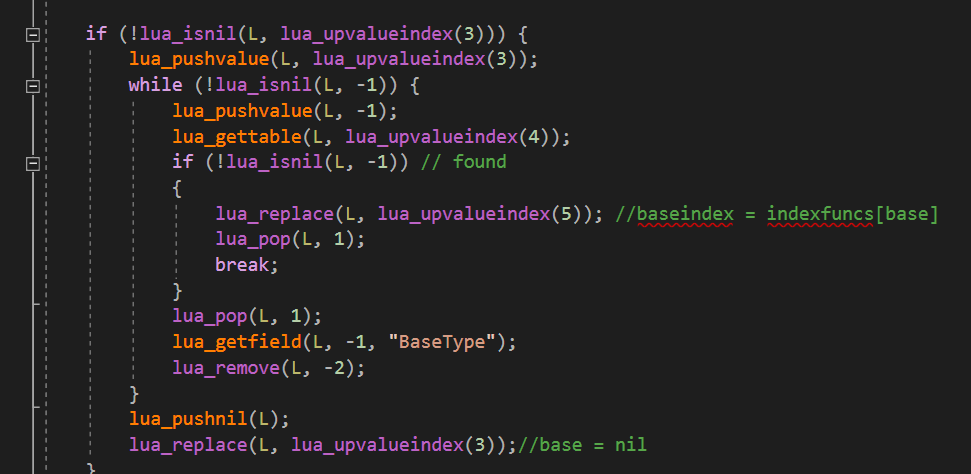 if (!lua_isnil(L, lua_upvalueindex(3))) {
lua_pushvalue(L, lua_upvalueindex(3));
while (!lua_isnil(L, -1)) {
lua_pushvalue(L, -1);
lua_gettable(L, lua_upvalueindex(4));
if (!lua_isnil(L, -1)) // found
{
lua_replace(L, lua_upvalueindex(5)); //baseindex = indexfuncs[base]
lua_pop(L, 1);
break;
}
lua_pop(L, 1);
lua_getfield(L, -1, "BaseType");
lua_remove(L, -2);
}
lua_pushnil(L);
lua_replace(L, lua_upvalueindex(3));//base = nil
}